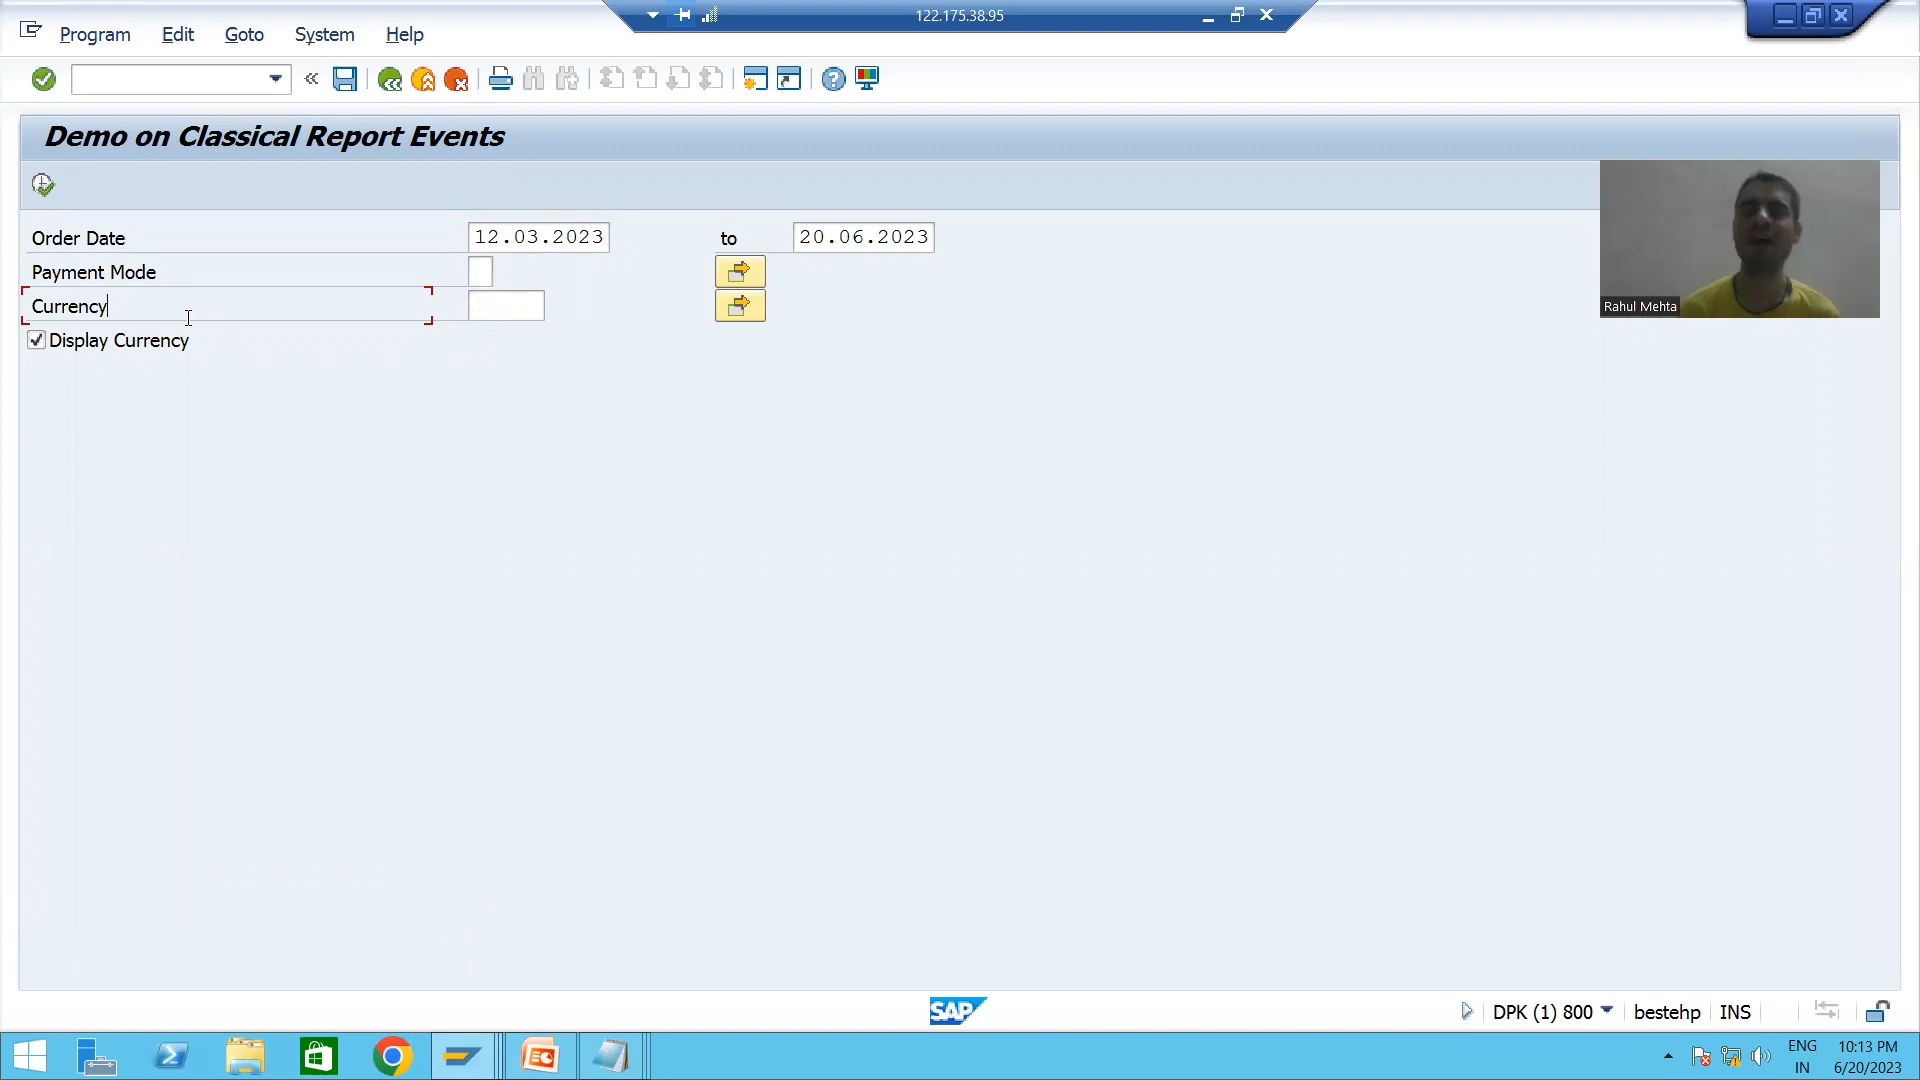 122.175.38.95
Program Edit Goto System Help
Demo on Classical Report Events
Order Date 12.03.2023 to 20.06.2023
Payment Mode
Currency
Display Currency
Rahul Mehta
SAP
DPK (1) 800 bestehp INS
ENG 10:13 PM
IN 6/20/2023